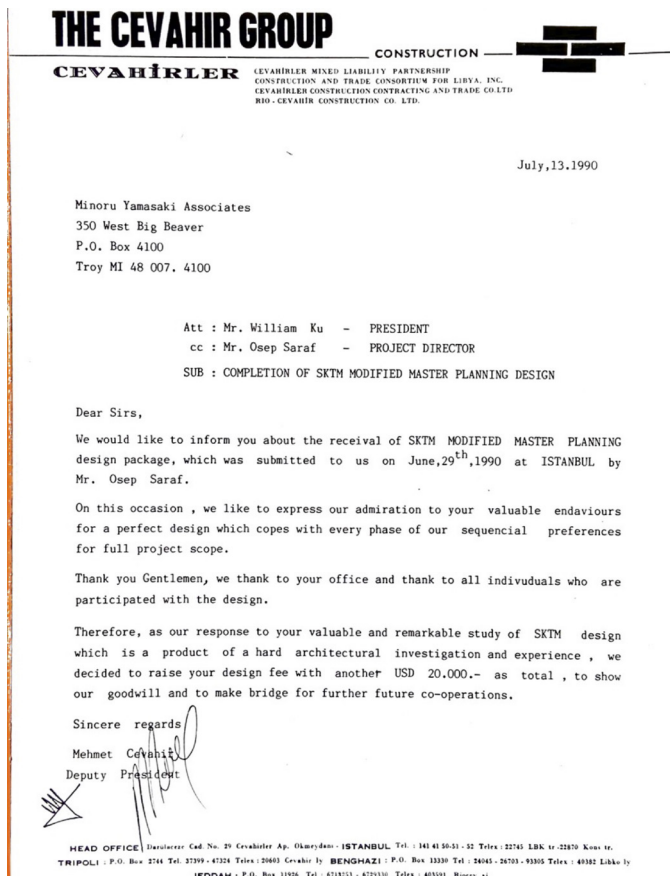 THE CEVAHIR GROUP
CONSTRUCTION
CEVAHİRLER
CEVAHİRLER MIXED LIABILITY PARTNERSHIP
CONSTRUCTION AND TRADE CONSORTIUM FOR LIBYA, INC.
CEVAHİRLER CONSTRUCTION CONTRACTING AND TRADE CO.LTD
RIO - CEVAHİR CONSTRUCTION CO. LTD.
July,13.1990
Minoru Yamasaki Associates
350 West Big Beaver
P.O. Box 4100
Troy MI 48 007. 4100
Att : Mr. William Ku - PRESIDENT
cc : Mr. Osep Saraf - PROJECT DIRECTOR
SUB : COMPLETION OF SKTM MODIFIED MASTER PLANNING DESIGN
Dear Sirs,
We would like to inform you about the receival of SKTM MODIFIED MASTER PLANNING
design package, which was submitted to us on June,29th,1990 at ISTANBUL by
Mr. Osep Saraf.
On this occasion , we like to express our admiration to your valuable endaviours
for a perfect design which copes with every phase of our sequencial preferences
for full project scope.
Thank you Gentlemen, we thank to your office and thank to all indivuduals who are
participated with the design.
Therefore, as our response to your valuable and remarkable study of SKTM design
which is a product of a hard architectural investigation and experience , we
decided to raise your design fee with another USD 20.000.- as total , to show
our goodwill and to make bridge for further future co-operations.
Sincere regards
Mehmet Cevahir
Deputy President
HEAD OFFICE Darulaceze Cad. No. 29 Cevahirler Ap. Okmeydanı - ISTANBUL Tel. : 141 41 50-51 - 52 Telex : 22745 LBK tr -22870 Kons tr.
TRIPOLI : P.O. Box 2744 Tel. 37399 - 47324 Telex : 20603 Cevahir ly BENGHAZI : P.O. Box 13330 Tel : 24045 - 26703 - 93305 Telex : 40382 Libko ly
JEDDAH : P.O. Box 11926 Tel : 6713253 - 6729330 Telex : 403593